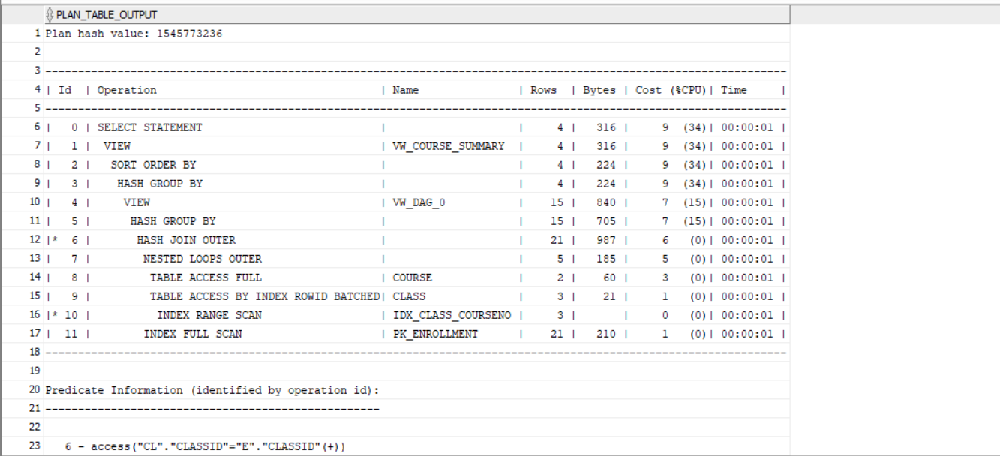 PLAN_TABLE_OUTPUT
1 Plan hash value: 1545773236
2
3 ------------------------------------------------------------------------------------------------------------------
4 | Id  | Operation                                  | Name               | Rows  | Bytes | Cost (%CPU)| Time     |
5 ------------------------------------------------------------------------------------------------------------------
6 |   0 | SELECT STATEMENT                           |                    |     4 |   316 |     9  (34)| 00:00:01 |
7 |   1 |  VIEW                                      | VW_COURSE_SUMMARY  |     4 |   316 |     9  (34)| 00:00:01 |
8 |   2 |   SORT ORDER BY                            |                    |     4 |   224 |     9  (34)| 00:00:01 |
9 |   3 |    HASH GROUP BY                           |                    |     4 |   224 |     9  (34)| 00:00:01 |
10 |   4 |     VIEW                                   | VW_DAG_0           |    15 |   840 |     7  (15)| 00:00:01 |
11 |   5 |      HASH GROUP BY                         |                    |    15 |   705 |     7  (15)| 00:00:01 |
12 |*  6 |       HASH JOIN OUTER                      |                    |    21 |   987 |     6   (0)| 00:00:01 |
13 |   7 |        NESTED LOOPS OUTER                  |                    |     5 |   185 |     5   (0)| 00:00:01 |
14 |   8 |         TABLE ACCESS FULL                  | COURSE             |     2 |    60 |     3   (0)| 00:00:01 |
15 |   9 |         TABLE ACCESS BY INDEX ROWID BATCHED| CLASS              |     3 |    21 |     1   (0)| 00:00:01 |
16 |* 10 |          INDEX RANGE SCAN                  | IDX_CLASS_COURSENO |     3 |       |     0   (0)| 00:00:01 |
17 |  11 |        INDEX FULL SCAN                     | PK_ENROLLMENT      |    21 |   210 |     1   (0)| 00:00:01 |
18 ------------------------------------------------------------------------------------------------------------------
19
20 Predicate Information (identified by operation id):
21 ---------------------------------------------------
22
23    6 - access("CL"."CLASSID"="E"."CLASSID"(+))